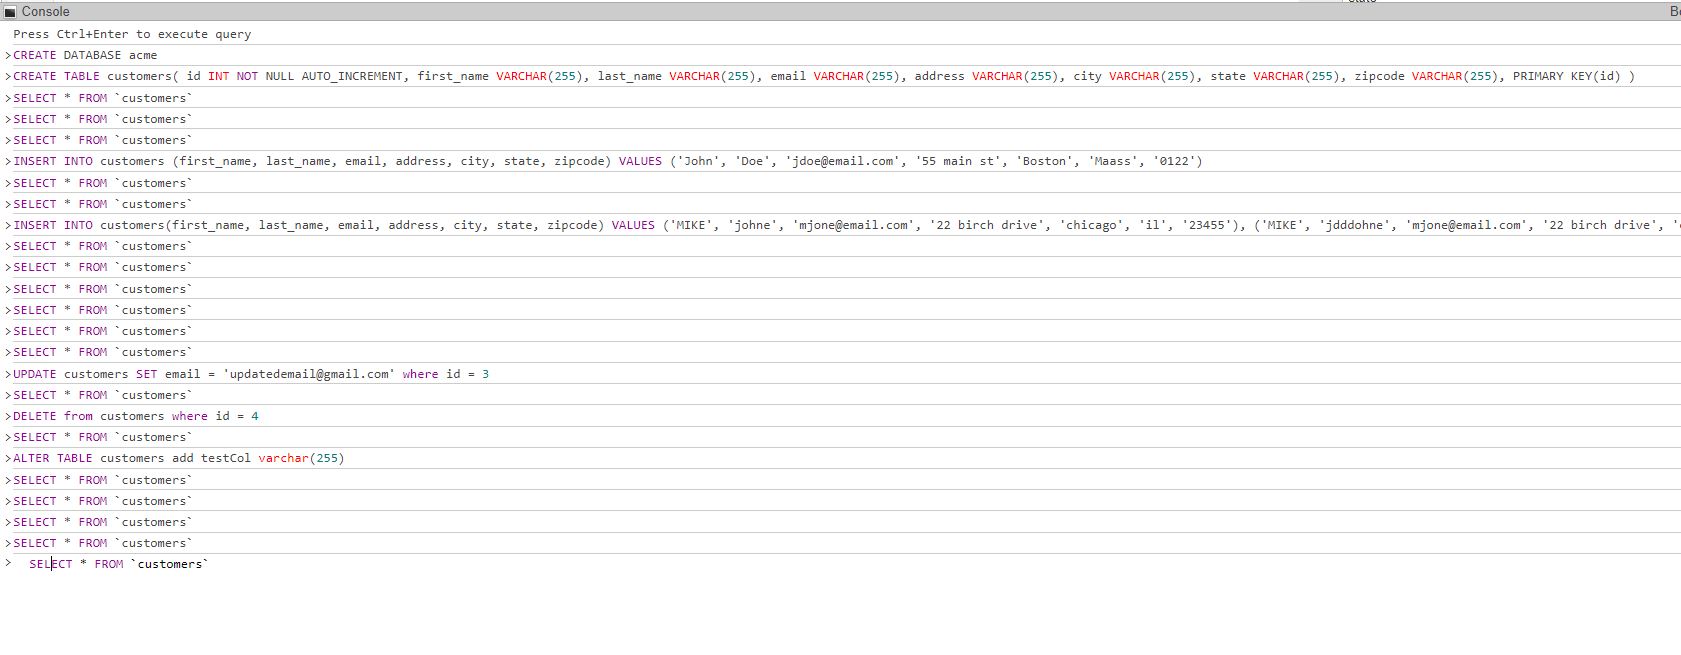 Console
Press Ctrl+Enter to execute query
>CREATE DATABASE acme
>CREATE TABLE customers( id INT NOT NULL AUTO_INCREMENT, first_name VARCHAR(255), last_name VARCHAR(255), email VARCHAR(255), address VARCHAR(255), city VARCHAR(255), state VARCHAR(255), zipcode VARCHAR(255), PRIMARY KEY(id) )
>SELECT * FROM `customers`
>SELECT * FROM `customers`
>SELECT * FROM `customers`
>INSERT INTO customers (first_name, last_name, email, address, city, state, zipcode) VALUES ('John', 'Doe', 'jdoe@email.com', '55 main st', 'Boston', 'Maass', '0122')
>SELECT * FROM `customers`
>SELECT * FROM `customers`
>INSERT INTO customers(first_name, last_name, email, address, city, state, zipcode) VALUES ('MIKE', 'johne', 'mjone@email.com', '22 birch drive', 'chicago', 'il', '23455'), ('MIKE', 'jdddohne', 'mjone@email.com', '22 birch drive', '
>SELECT * FROM `customers`
>SELECT * FROM `customers`
>SELECT * FROM `customers`
>SELECT * FROM `customers`
>SELECT * FROM `customers`
>SELECT * FROM `customers`
>UPDATE customers SET email = 'updatedemail@gmail.com' where id = 3
>SELECT * FROM `customers`
>DELETE from customers where id = 4
>SELECT * FROM `customers`
>ALTER TABLE customers add testCol varchar(255)
>SELECT * FROM `customers`
>SELECT * FROM `customers`
>SELECT * FROM `customers`
>SELECT * FROM `customers`
> SELECT * FROM `customers`